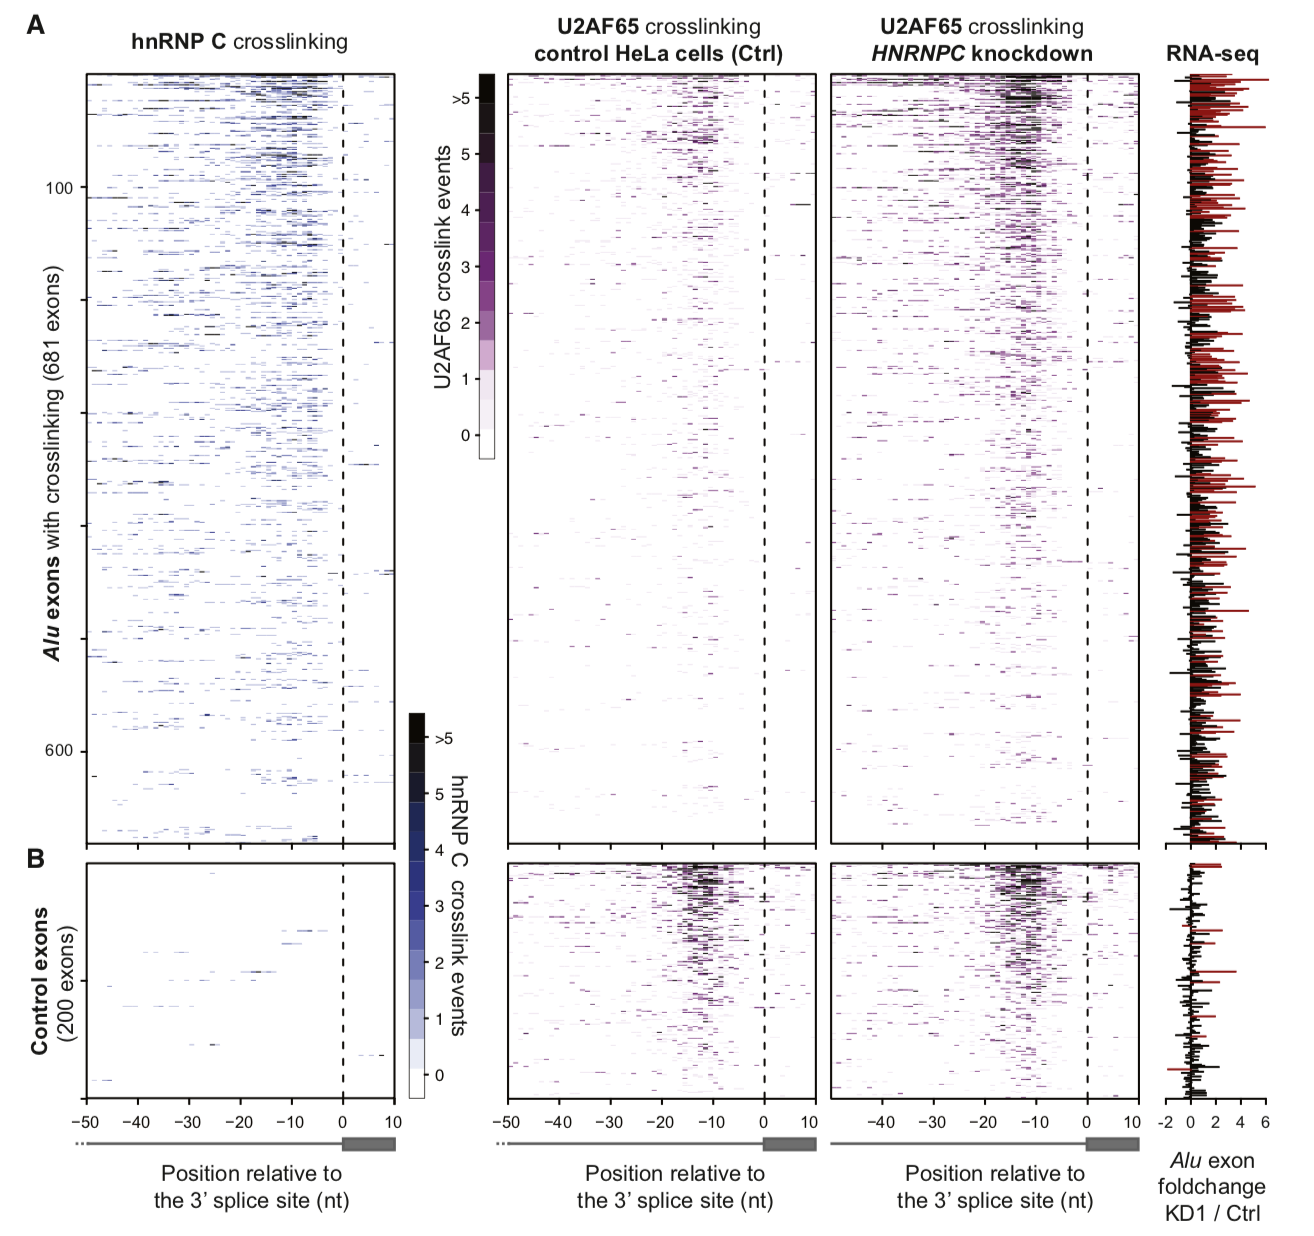 A
hnRNP C crosslinking
U2AF65 crosslinking
control HeLa cells (Ctrl)
U2AF65 crosslinking
HNRNPC knockdown
RNA-seq
Alu exons with crosslinking (681 exons)
100
600
U2AF65 crosslink events
>5
5
4
3
2
1
0
hnRNP C crosslink events
>5
5
4
3
2
1
0
B
Control exons
(200 exons)
−50 −40 −30 −20 −10 0 10
−50 −40 −30 −20 −10 0 10
−40 −30 −20 −10 0 10
-2 0 2 4 6
Position relative to
the 3’ splice site (nt)
Position relative to
the 3’ splice site (nt)
Position relative to
the 3’ splice site (nt)
Alu exon
foldchange
KD1 / Ctrl